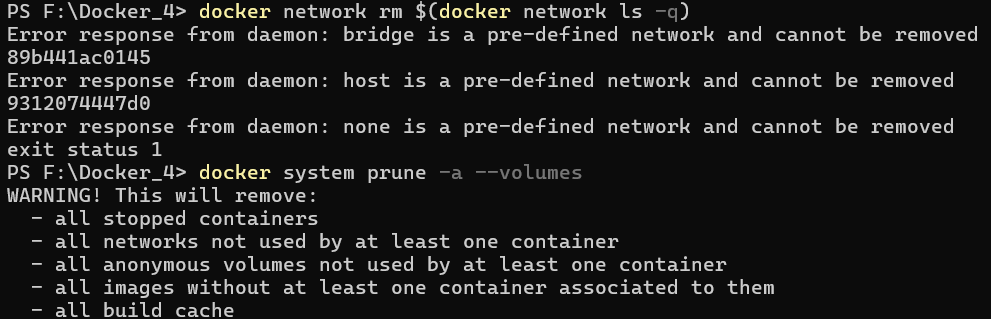 PS F:\Docker_4> docker network rm $(docker network ls -q)
Error response from daemon: bridge is a pre-defined network and cannot be removed
89b441ac0145
Error response from daemon: host is a pre-defined network and cannot be removed
9312074447d0
Error response from daemon: none is a pre-defined network and cannot be removed
exit status 1
PS F:\Docker_4> docker system prune -a --volumes
WARNING! This will remove:
  - all stopped containers
  - all networks not used by at least one container
  - all anonymous volumes not used by at least one container
  - all images without at least one container associated to them
  - all build cache